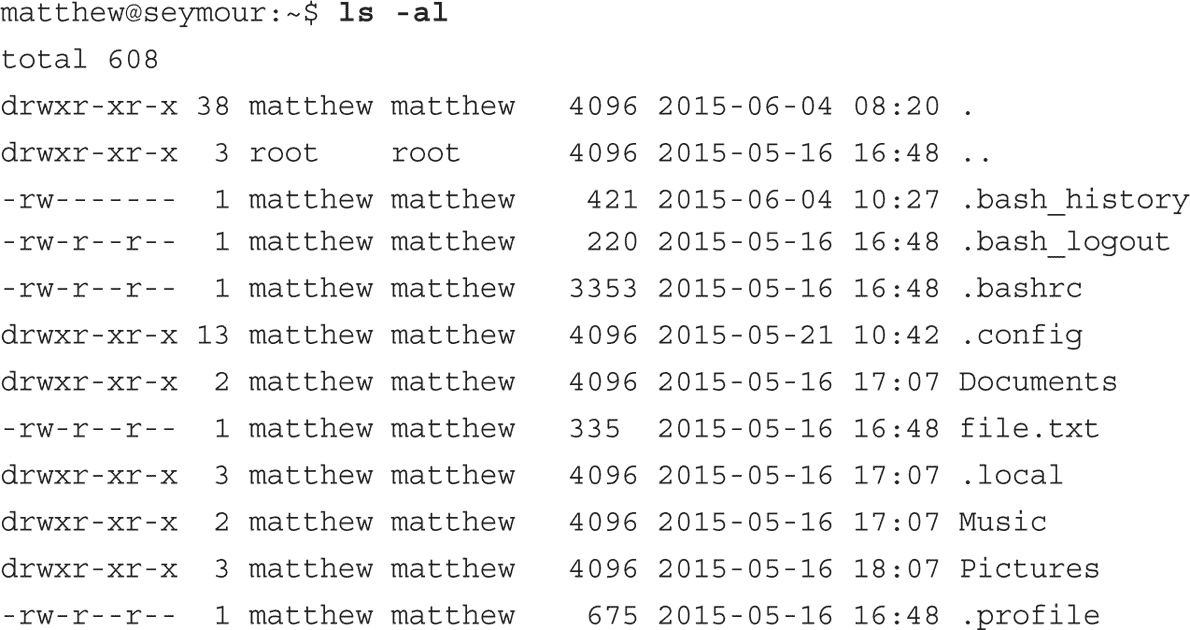 matthew@seymour:~$ ls -al
total 608
drwxr-xr-x 38 matthew matthew   4096 2015-06-04 08:20 .
drwxr-xr-x  3 root    root      4096 2015-05-16 16:48 ..
-rw-------  1 matthew matthew    421 2015-06-04 10:27 .bash_history
-rw-r--r--  1 matthew matthew    220 2015-05-16 16:48 .bash_logout
-rw-r--r--  1 matthew matthew   3353 2015-05-16 16:48 .bashrc
drwxr-xr-x 13 matthew matthew   4096 2015-05-21 10:42 .config
drwxr-xr-x  2 matthew matthew   4096 2015-05-16 17:07 Documents
-rw-r--r--  1 matthew matthew   335  2015-05-16 16:48 file.txt
drwxr-xr-x  3 matthew matthew   4096 2015-05-16 17:07 .local
drwxr-xr-x  2 matthew matthew   4096 2015-05-16 17:07 Music
drwxr-xr-x  3 matthew matthew   4096 2015-05-16 18:07 Pictures
-rw-r--r--  1 matthew matthew    675 2015-05-16 16:48 .profile